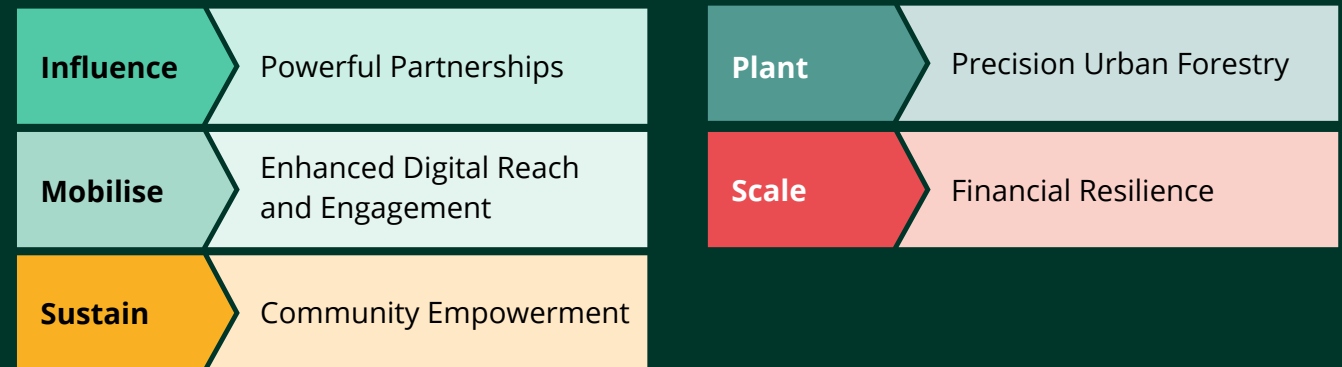 Influence
Powerful Partnerships
Mobilise
Enhanced Digital Reach
and Engagement
Sustain
Community Empowerment
Plant
Precision Urban Forestry
Scale
Financial Resilience